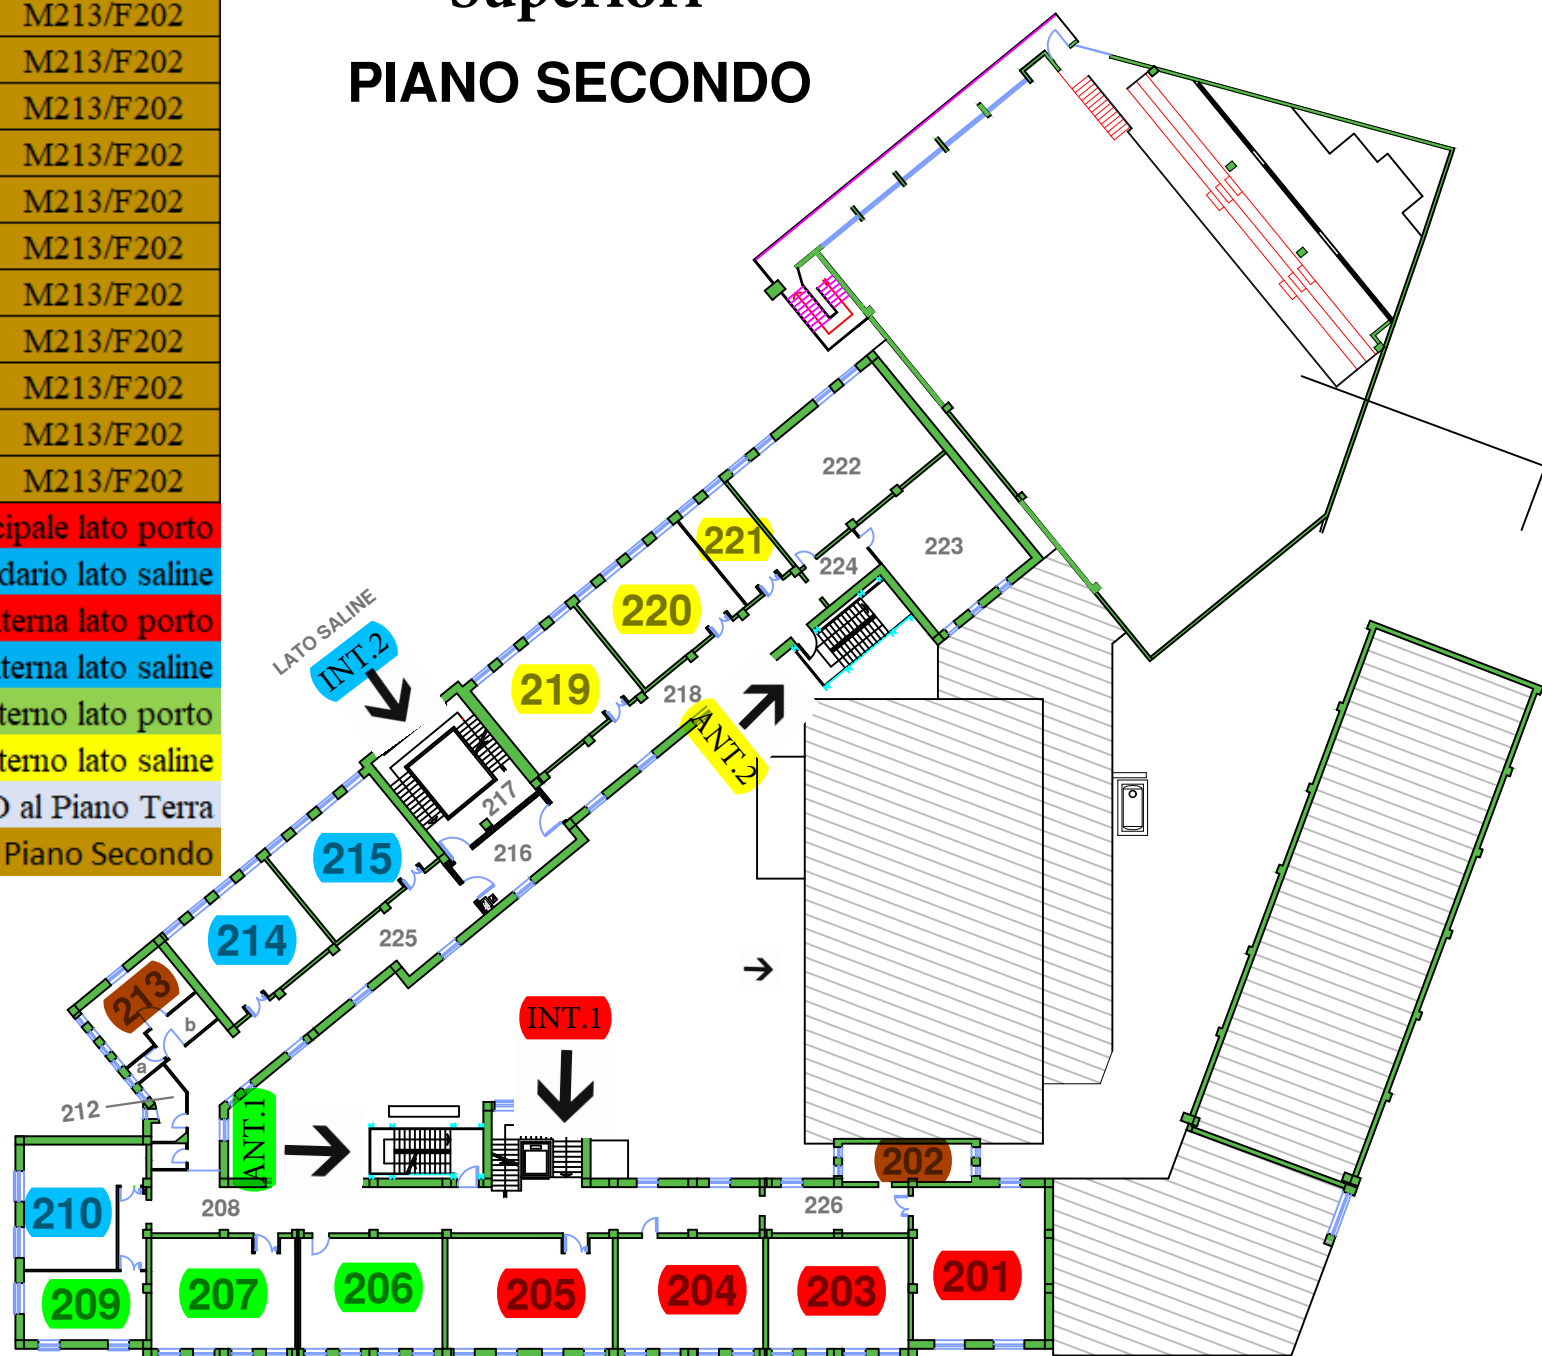 Superiori
PIANO SECONDO
M213/F202
M213/F202
M213/F202
M213/F202
M213/F202
M213/F202
M213/F202
M213/F202
M213/F202
M213/F202
M213/F202
cipale lato porto
dario lato saline
terna lato porto
terna lato saline
terno lato porto
terno lato saline
O al Piano Terra
Piano Secondo
222
221
223
224
220
LATO SALINE
INT.2
219
218
ANT.2
217
215
216
214
225
213
b
a
INT.1
212
ANT.1
202
210
208
226
209
207
206
205
204
203
201